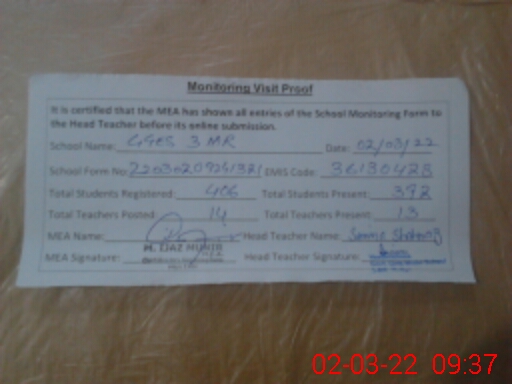 Monitoring Visit Proof
It is certified that the MEA has shown all entries of the School Monitoring Form to
the Head Teacher before its online submission.
School Name: GGES 3 MR Date: 02/03/22
School Form No: EMIS Code: 36130428
Total Students Registered: 406 Total Students Present: 392
Total Teachers Posted: 14 Total Teachers Present: 13
MEA Name: Head Teacher Name:
M. EJAZ MUNIR
MEA
MEA Signature: Head Teacher Signature:
02-03-22 09:37